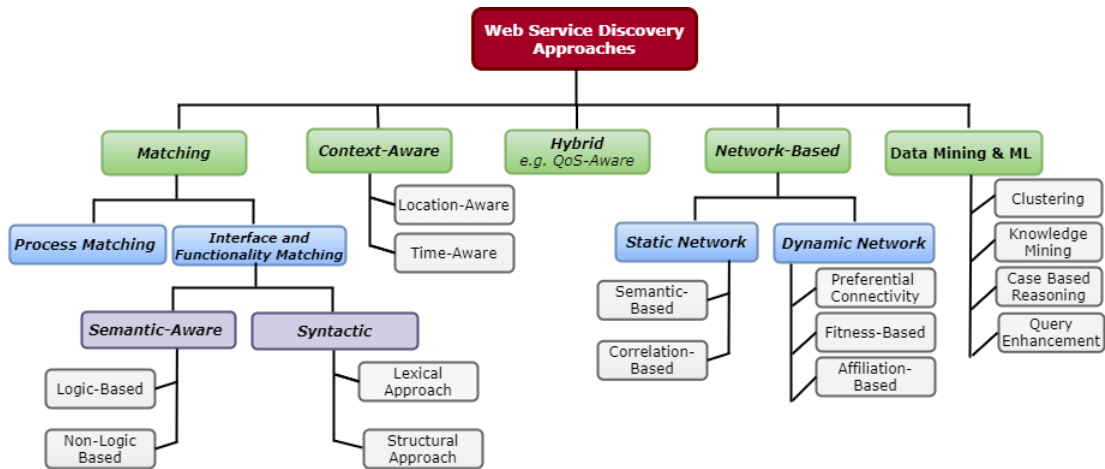 Web Service Discovery
Approaches
Matching
Context-Aware
Hybrid
e.g. QoS-Aware
Network-Based
Data Mining & ML
Process Matching
Interface and
Functionality Matching
Location-Aware
Time-Aware
Static Network
Dynamic Network
Clustering
Knowledge
Mining
Case Based
Reasoning
Query
Enhancement
Semantic-Aware
Syntactic
Semantic-
Based
Correlation-
Based
Preferential
Connectivity
Fitness-Based
Affiliation-
Based
Logic-Based
Non-Logic
Based
Lexical
Approach
Structural
Approach